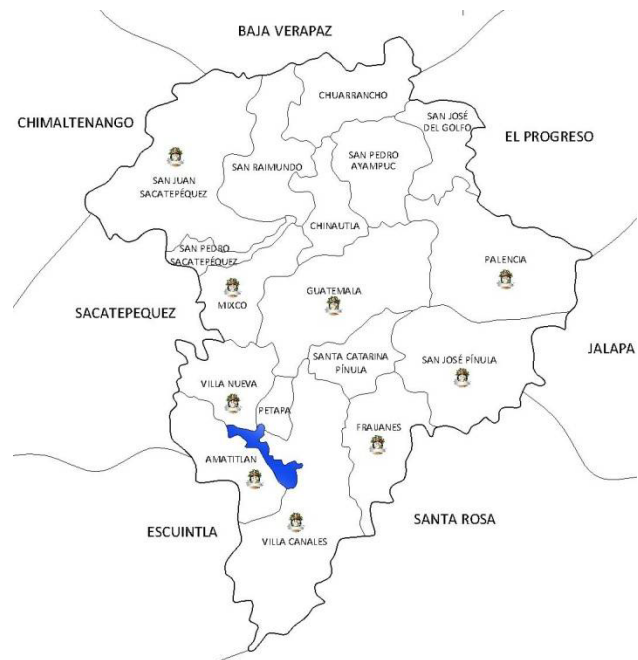 BAJA VERAPAZ
CHUARRANCHO
CHIMALTENANGO
SAN JOSÉ
DEL GOLFO
EL PROGRESO
SAN PEDRO
AYAMPUC
SAN RAIMUNDO
SAN JUAN
SACATEPÉQUEZ
CHINAUTLA
SAN PEDRO
SACATEPÉQUEZ
PALENCIA
GUATEMALA
MIXCO
SACATEPEQUEZ
JALAPA
SANTA CATARINA
PÍNULA
SAN JOSÉ PÍNULA
VILLA NUEVA
PETAPA
FRAIJANES
AMATITLAN
SANTA ROSA
ESCUINTLA
VILLA CANALES